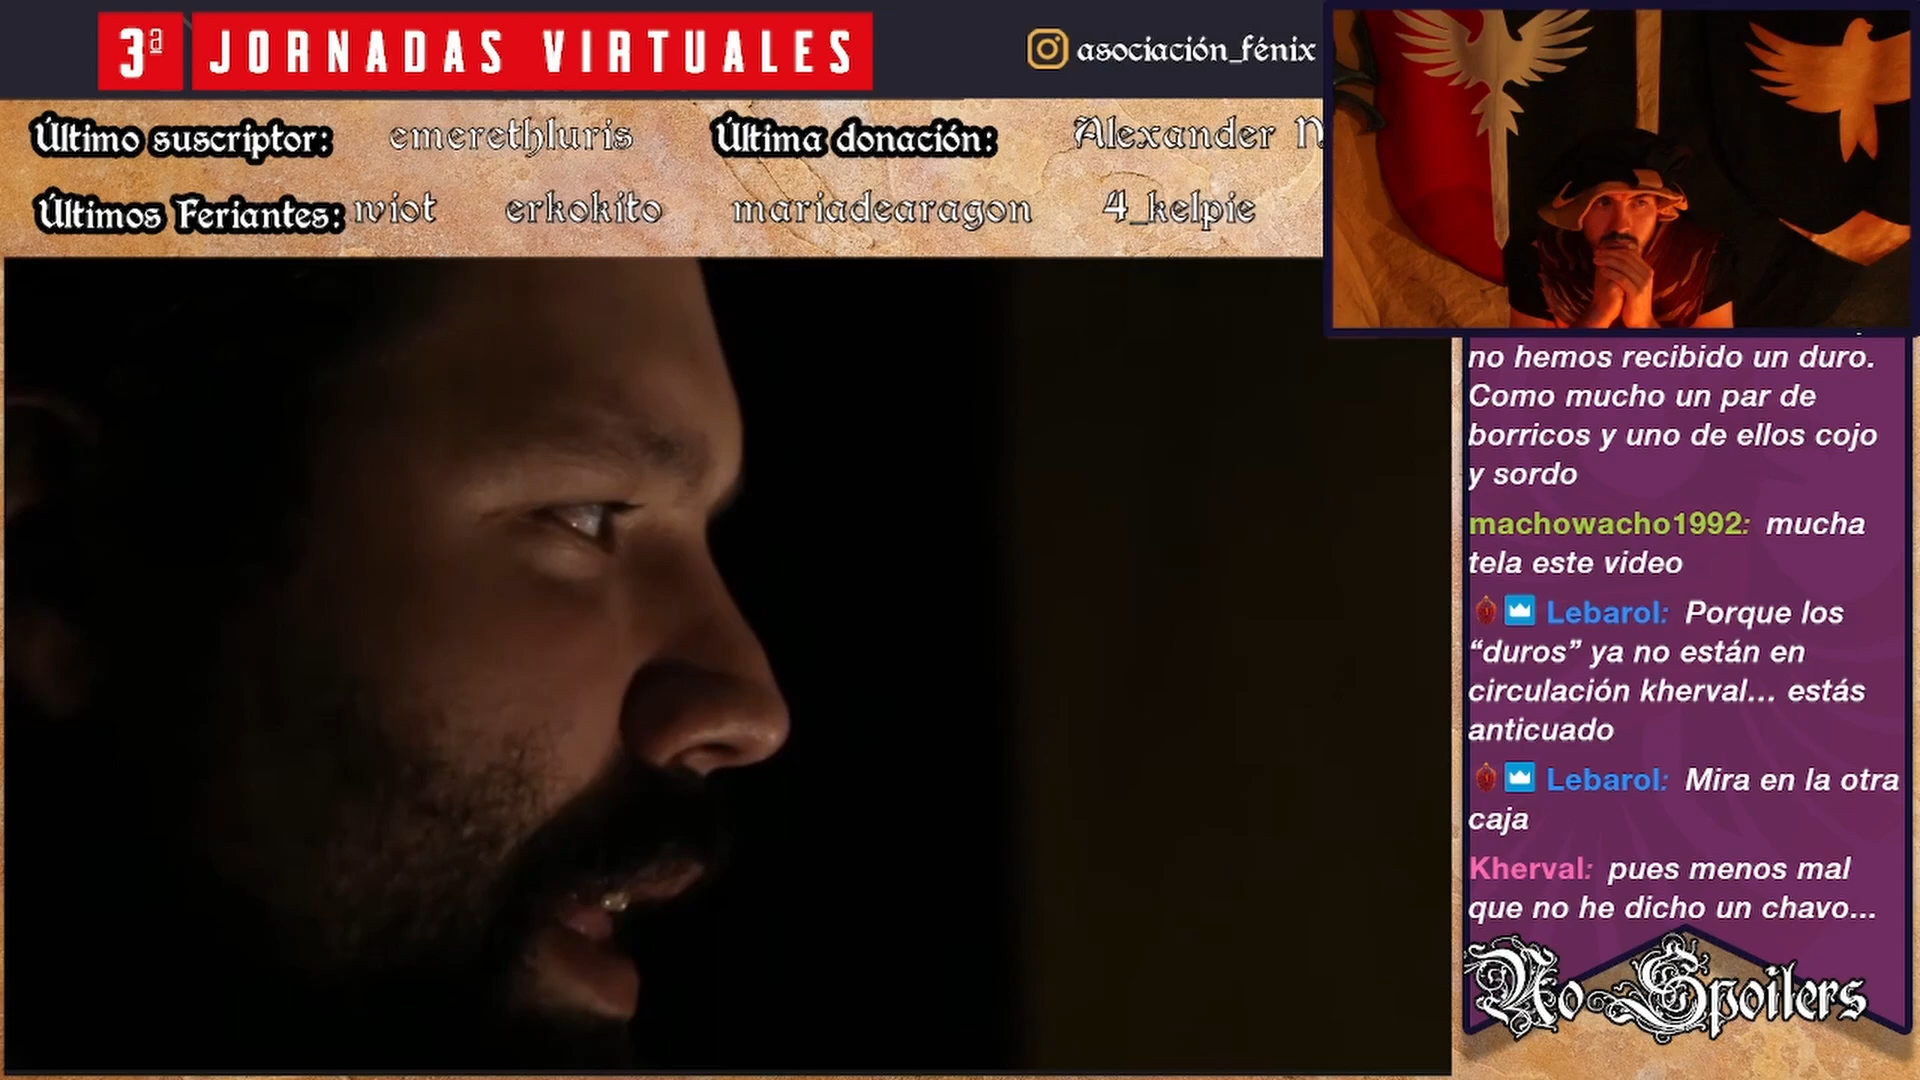 3ª JORNADAS VIRTUALES
asociación_fénix
Último suscriptor: emerethluris Última donación: Alexander N
Últimos Feriantes: wiot erkokito mariadearagon 4_kelpie
no hemos recibido un duro.
Como mucho un par de
borricos y uno de ellos cojo
y sordo
machowacho1992: mucha
tela este video
Lebarol: Porque los
“duros” ya no están en
circulación kherval... estás
anticuado
Lebarol: Mira en la otra
caja
Kherval: pues menos mal
que no he dicho un chavo...
No Spoilers